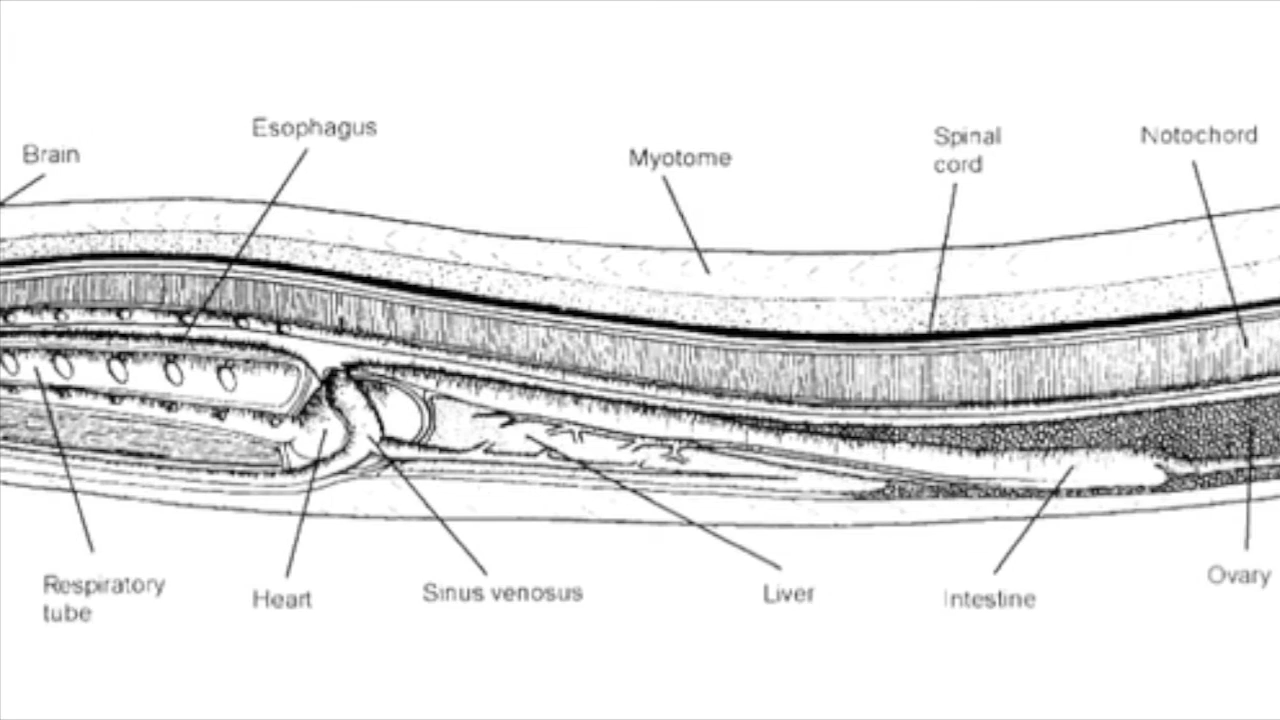 Esophagus
Brain
Myotome
Spinal
cord
Notochord
Respiratory
tube
Heart
Sinus venosus
Liver
Intestine
Ovary